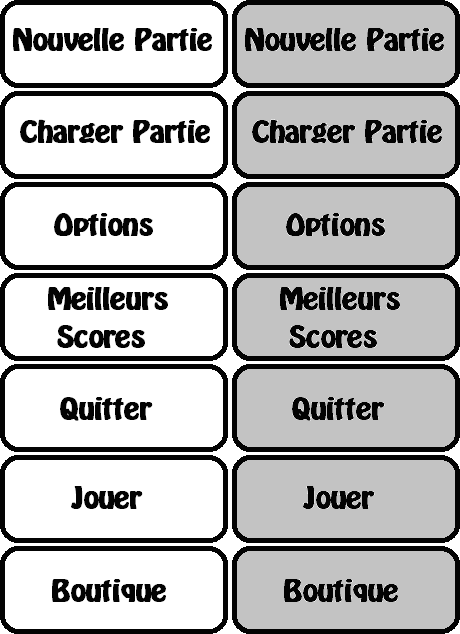 Nouvelle Partie
Nouvelle Partie
Charger Partie
Charger Partie
Options
Options
Meilleurs
Scores
Meilleurs
Scores
Quitter
Quitter
Jouer
Jouer
Boutique
Boutique